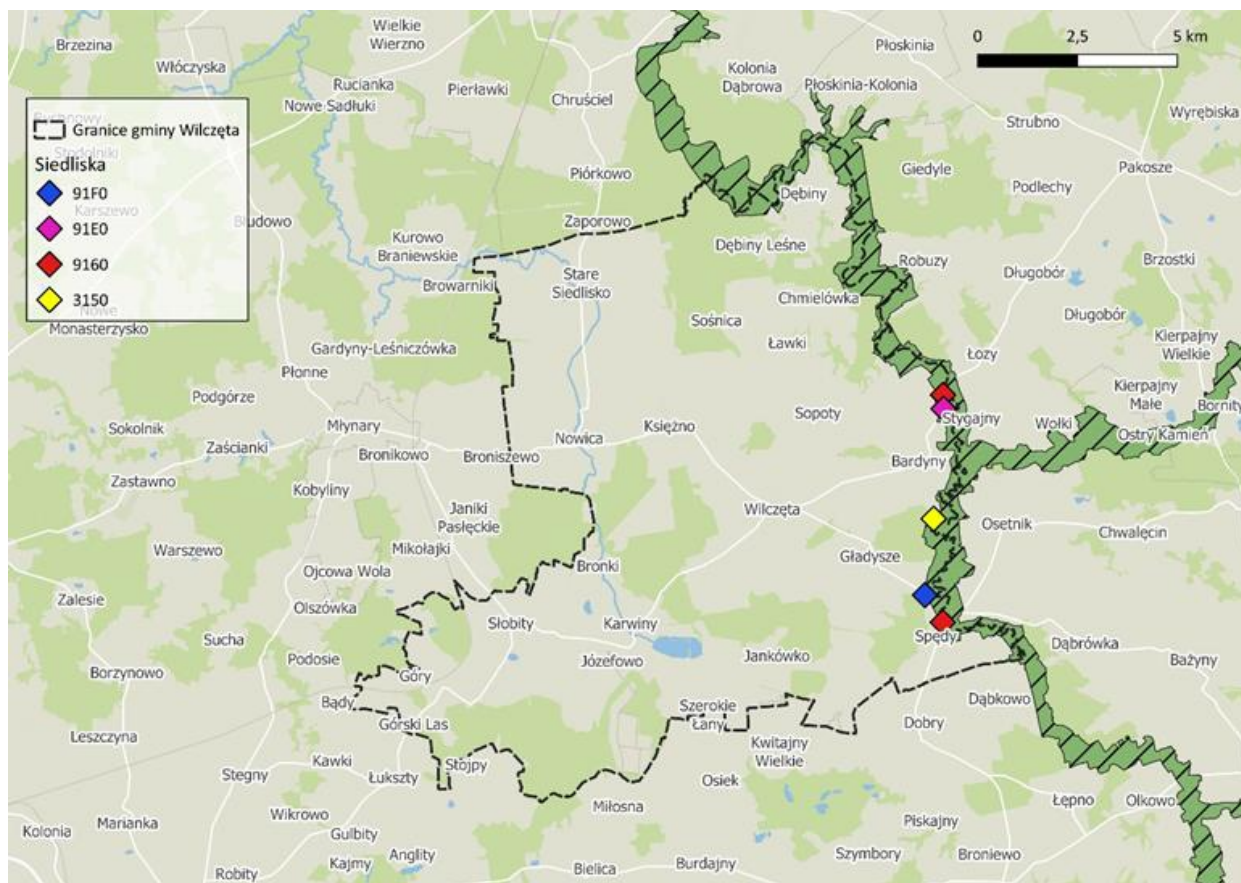 Wielkie
Wierzno
Płoskinia
Brzezina
Włóczyska
Kolonia
Dąbrowa
0
2,5
5 km
Rucianka
Pierławki
Płoskinia-Kolonia
Chruściel
Nowe Sadłuki
Wyrębiska
Strubno
Granice gminy Wilczęta
Stodolniki
Siedliska
Piórkowo
Giedyle
Pakosze
91F0
Podlechy
Dębiny
Karszewo
91E0
Błudowo
Zaporowo
Kurowo
Braniewskie
Dębiny Leśne
9160
Robuzy
Brzostki
Długobór
Stare
Siedlisko
Browarniki
3150
Chmielówka
Nowe
Monasterzysko
Sośnica
Długobór
Kierpajny
Wielkie
Ławki
Gardyny-Leśniczówka
Łozy
Płonne
Kierpajny
Małe
Podgórze
Bornity
Sopoty
Stygajny
Wołki
Sokolnik
Młynary
Księżno
Ostry Kamień
Nowica
Zaścianki
Bronikowo
Broniszewo
Bardyny
Zastawno
Kobyliny
Janiki
Pasłęckie
Wilczęta
Osetnik
Chwalęcin
Warszewo
Mikołajki
Gładysze
Bronki
Ojcowa Wola
Zalesie
Olszówka
Słobity
Karwiny
Sucha
Spędy
Dąbrówka
Podosie
Józefowo
Jankówko
Bażyny
Borzynowo
Góry
Bądy
Szerokie
Łany
Dąbkowo
Górski Las
Dobry
Leszczyna
Kwitajny
Wielkie
Kawki
Stojpy
Stegny
Łukszty
Osiek
Miłosna
Łępno
Olkowo
Wikrowo
Marianka
Piskajny
Kolonia
Gulbity
Anglity
Szymbory
Broniewo
Kajmy
Burdajny
Bielica
Robity